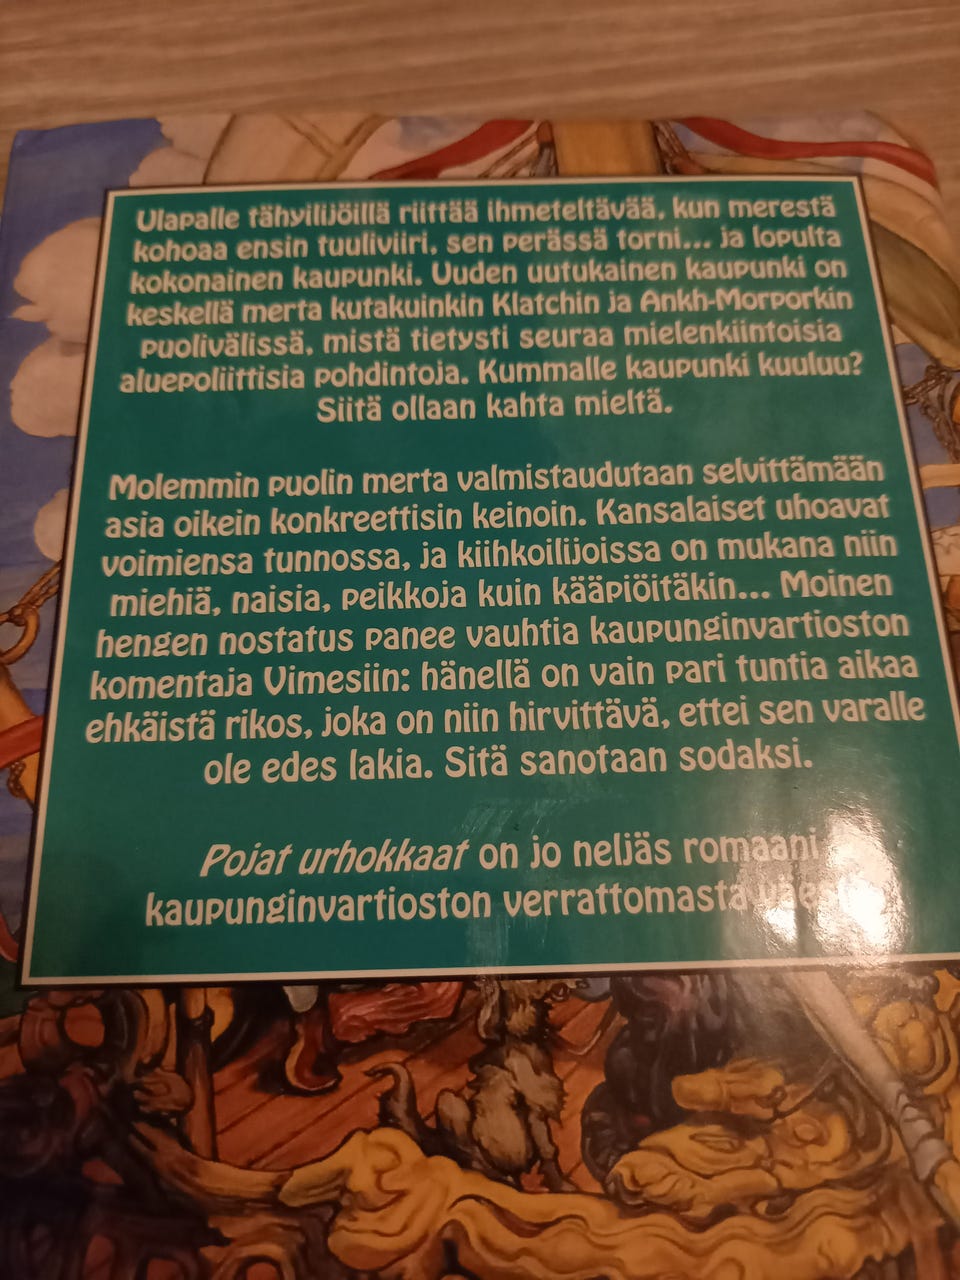 Ulapalle tähyilijöillä riittää ihmeteltävää, kun merestä
kohoaa ensin tuuliviiri, sen perässä torni... ja lopulta
kokonainen kaupunki. Uuden uutukainen kaupunki on
keskellä merta kutakuinkin Klatchin ja Ankh-Morporkin
puolivälissä, mistä tietysti seuraa mielenkiintoisia
aluepoliittisia pohdintoja. Kummalle kaupunki kuuluu?
Siitä ollaan kahta mieltä.
Molemmin puolin merta valmistaudutaan selvittämään
asia oikein konkreettisin keinoin. Kansalaiset uhoavat
voimiensa tunnossa, ja kiihkoilijoissa on mukana niin
miehiä, naisia, peikkoja kuin kääpiöitäkin... Moinen
hengen nostatus panee vauhtia kaupunginvartioston
komentaja Vimesiin: hänellä on vain pari tuntia aikaa
ehkäistä rikos, joka on niin hirvittävä, ettei sen varalle
ole edes lakia. Sitä sanotaan sodaksi.
Pojat urhokkaat on jo neljäs romaani
kaupunginvartioston verrattomasta